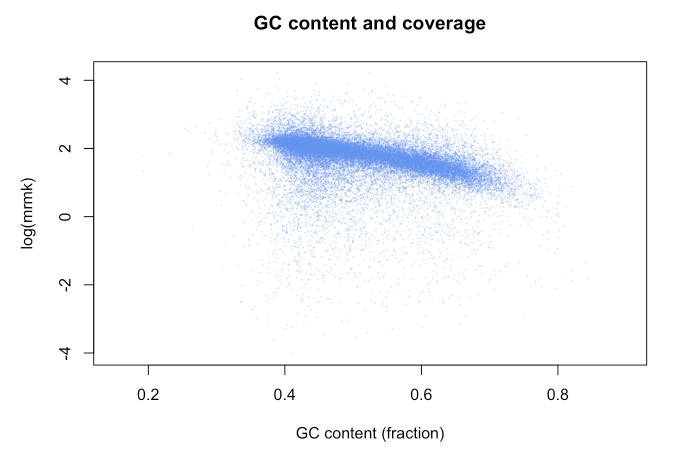 GC content and coverage
4
2
0
-2
-4
log(mrmk)
0.2 0.4 0.6 0.8
GC content (fraction)